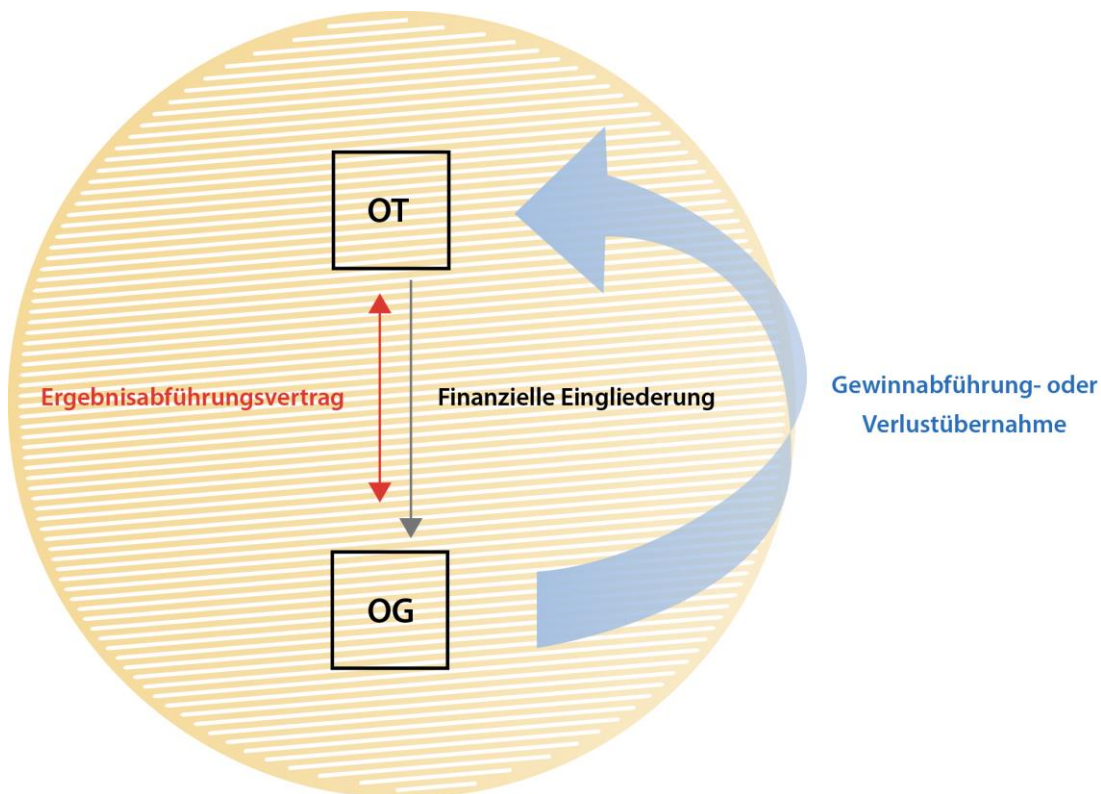 OT
Ergebnisabführungsvertrag
Finanzielle Eingliederung
Gewinnabführung- oder
Verlustübernahme
OG